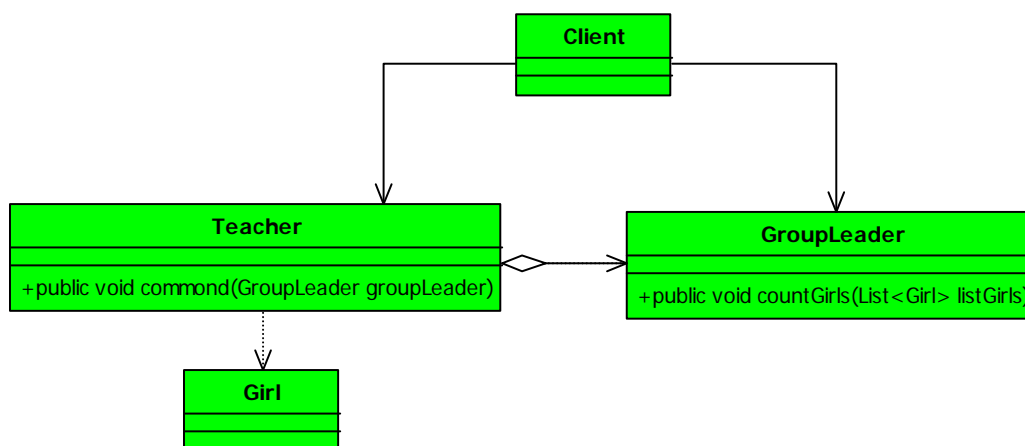 Client
Teacher
+public void commond(GroupLeader groupLeader)
GroupLeader
+public void countGirls(List<Girl> listGirls)
Girl